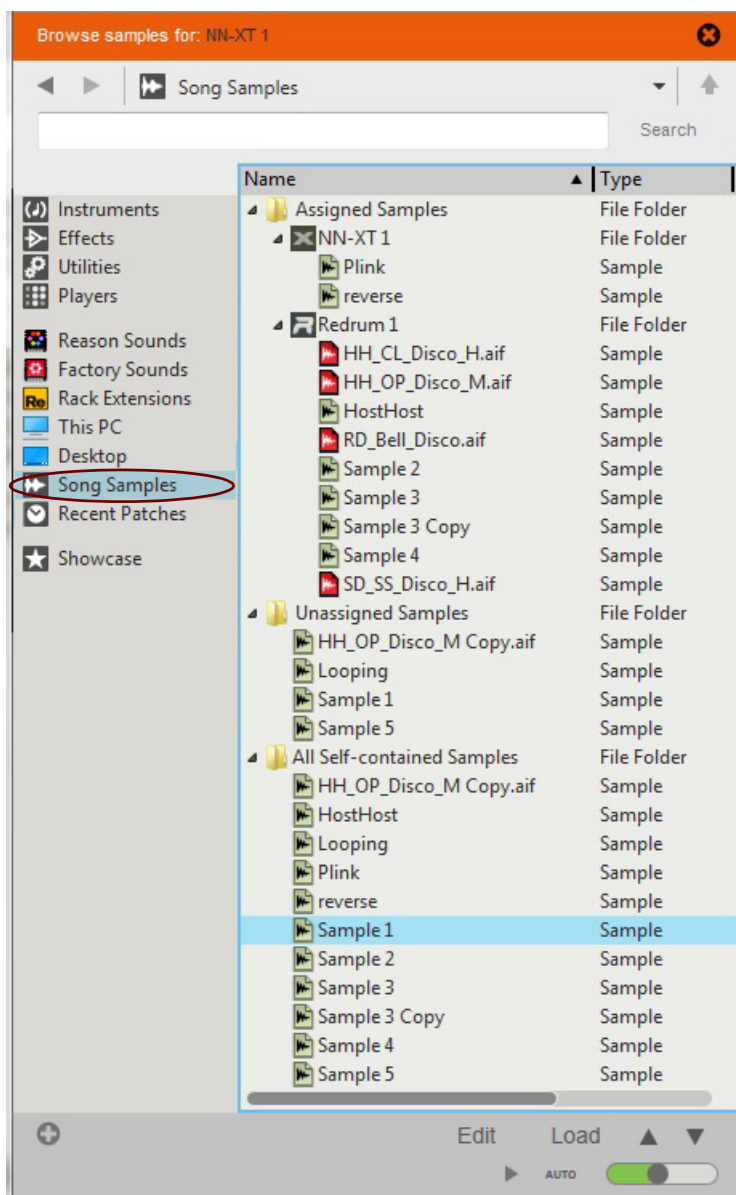 Browse samples for: NN-XT 1
Song Samples
Search
Name Type
Instruments
Effects
Utilities
Players
Reason Sounds
Factory Sounds
Re Rack Extensions
This PC
Desktop
Song Samples
Recent Patches
Showcase
Assigned Samples File Folder
NN-XT 1 File Folder
Plink Sample
reverse Sample
Redrum 1 File Folder
HH_CL_Disco_H.aif Sample
HH_OP_Disco_M.aif Sample
HostHost Sample
RD_Bell_Disco.aif Sample
Sample 2 Sample
Sample 3 Sample
Sample 3 Copy Sample
Sample 4 Sample
SD_SS_Disco_H.aif Sample
Unassigned Samples File Folder
HH_OP_Disco_M Copy.aif Sample
Looping Sample
Sample 1 Sample
Sample 5 Sample
All Self-contained Samples File Folder
HH_OP_Disco_M Copy.aif Sample
HostHost Sample
Looping Sample
Plink Sample
reverse Sample
Sample 1 Sample
Sample 2 Sample
Sample 3 Sample
Sample 3 Copy Sample
Sample 4 Sample
Sample 5 Sample
Edit Load
AUTO